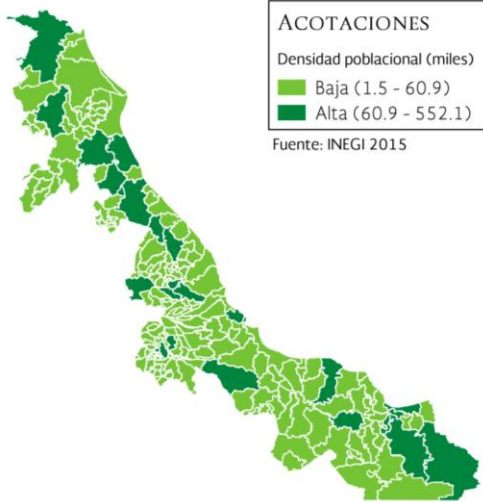 ACOTACIONES
Densidad poblacional (miles)
Baja (1.5 - 60.9)
Alta (60.9 - 552.1)
Fuente: INEGI 2015